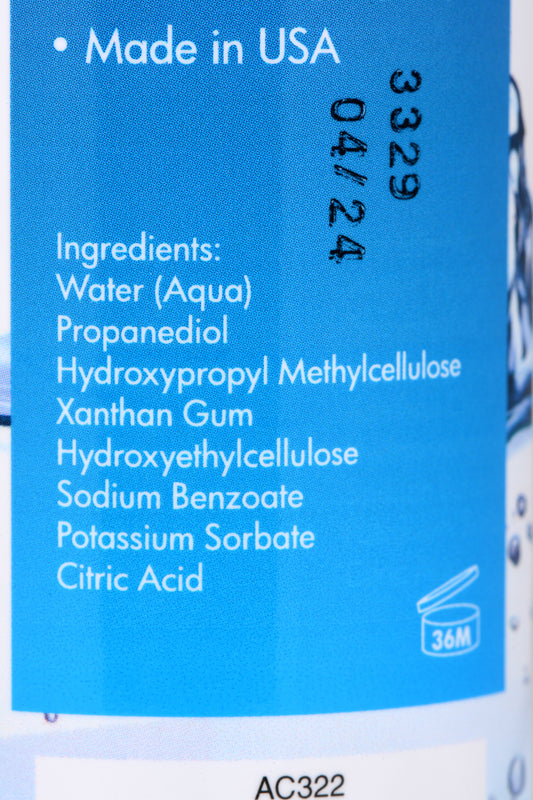 • Made in USA
3329
04/24
Ingredients:
Water (Aqua)
Propanediol
Hydroxypropyl Methylcellulose
Xanthan Gum
Hydroxyethylcellulose
Sodium Benzoate
Potassium Sorbate
Citric Acid
36M
AC322